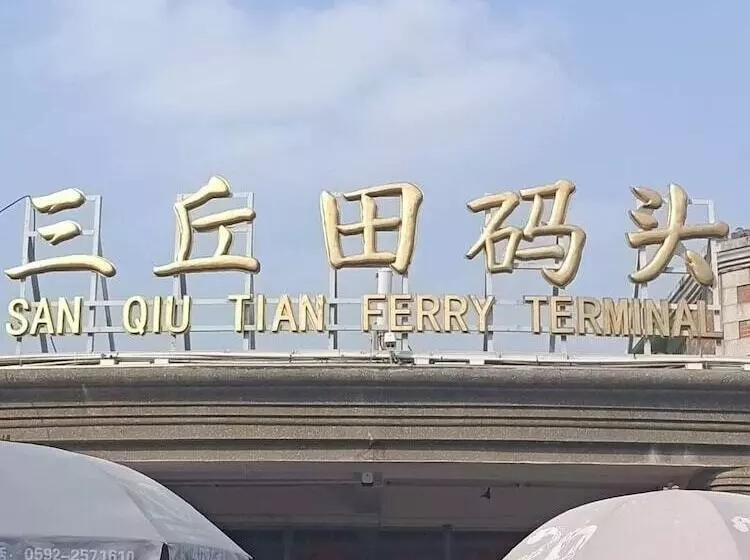 三丘田码头
SAN QIU TIAN FERRY TERMINAL
0592-2571610